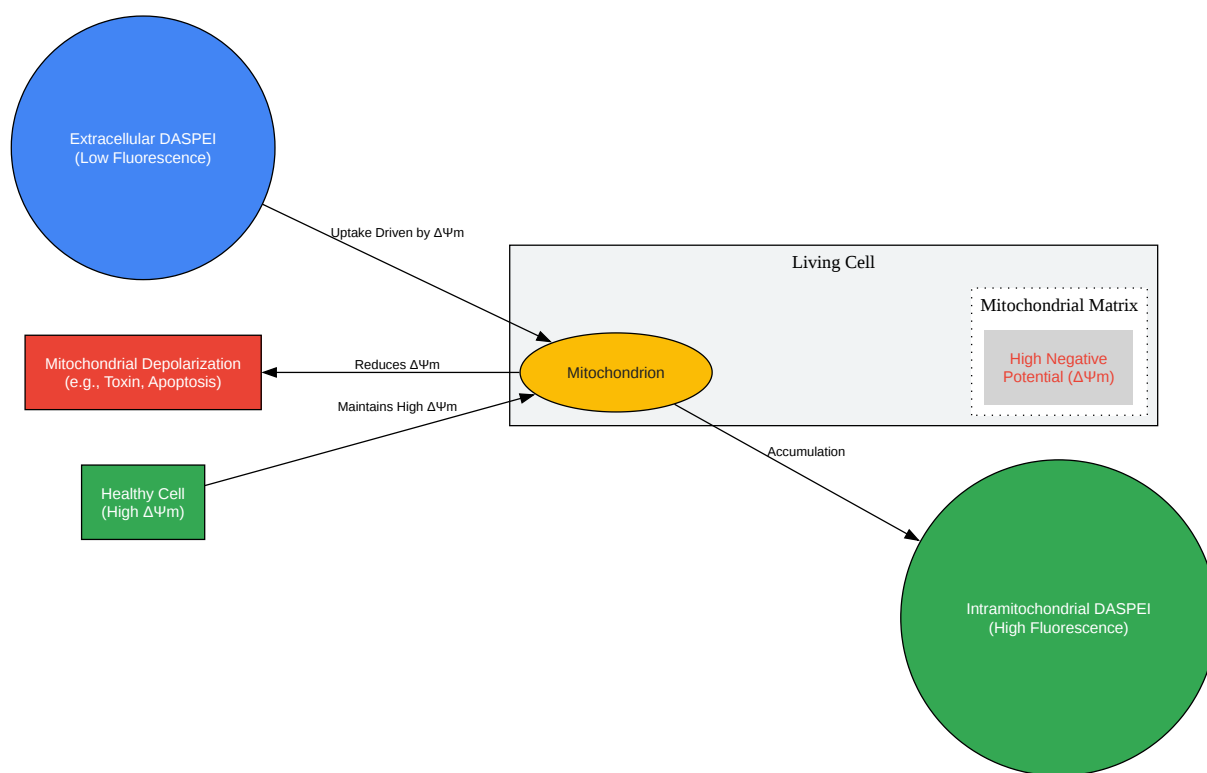 Extracellular DASPEI
(Low Fluorescence)
Uptake Driven by ΔΨm
Living Cell
Mitochondrial Matrix
High Negative
Potential (ΔΨm)
Mitochondrial Depolarization
(e.g., Toxin, Apoptosis)
Reduces ΔΨm
Mitochondrion
Maintains High ΔΨm
Accumulation
Healthy Cell
(High ΔΨm)
Intramitochondrial DASPEI
(High Fluorescence)